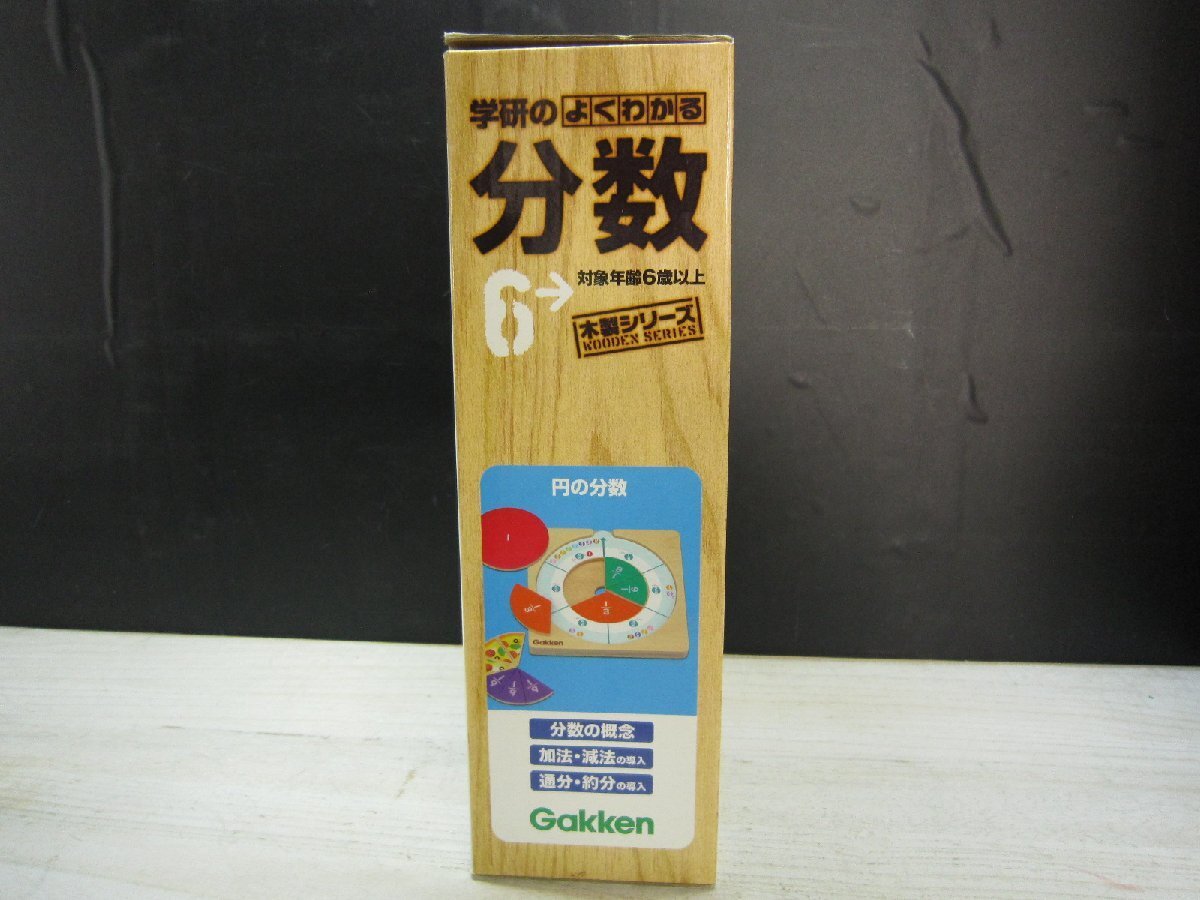 学研のよくわかる
分数
6→
対象年齢6歳以上
木製シリーズ
WOODEN SERIES
円の分数
1
Gakken
分数の概念
加法・減法の導入
通分・約分の導入
Gakken